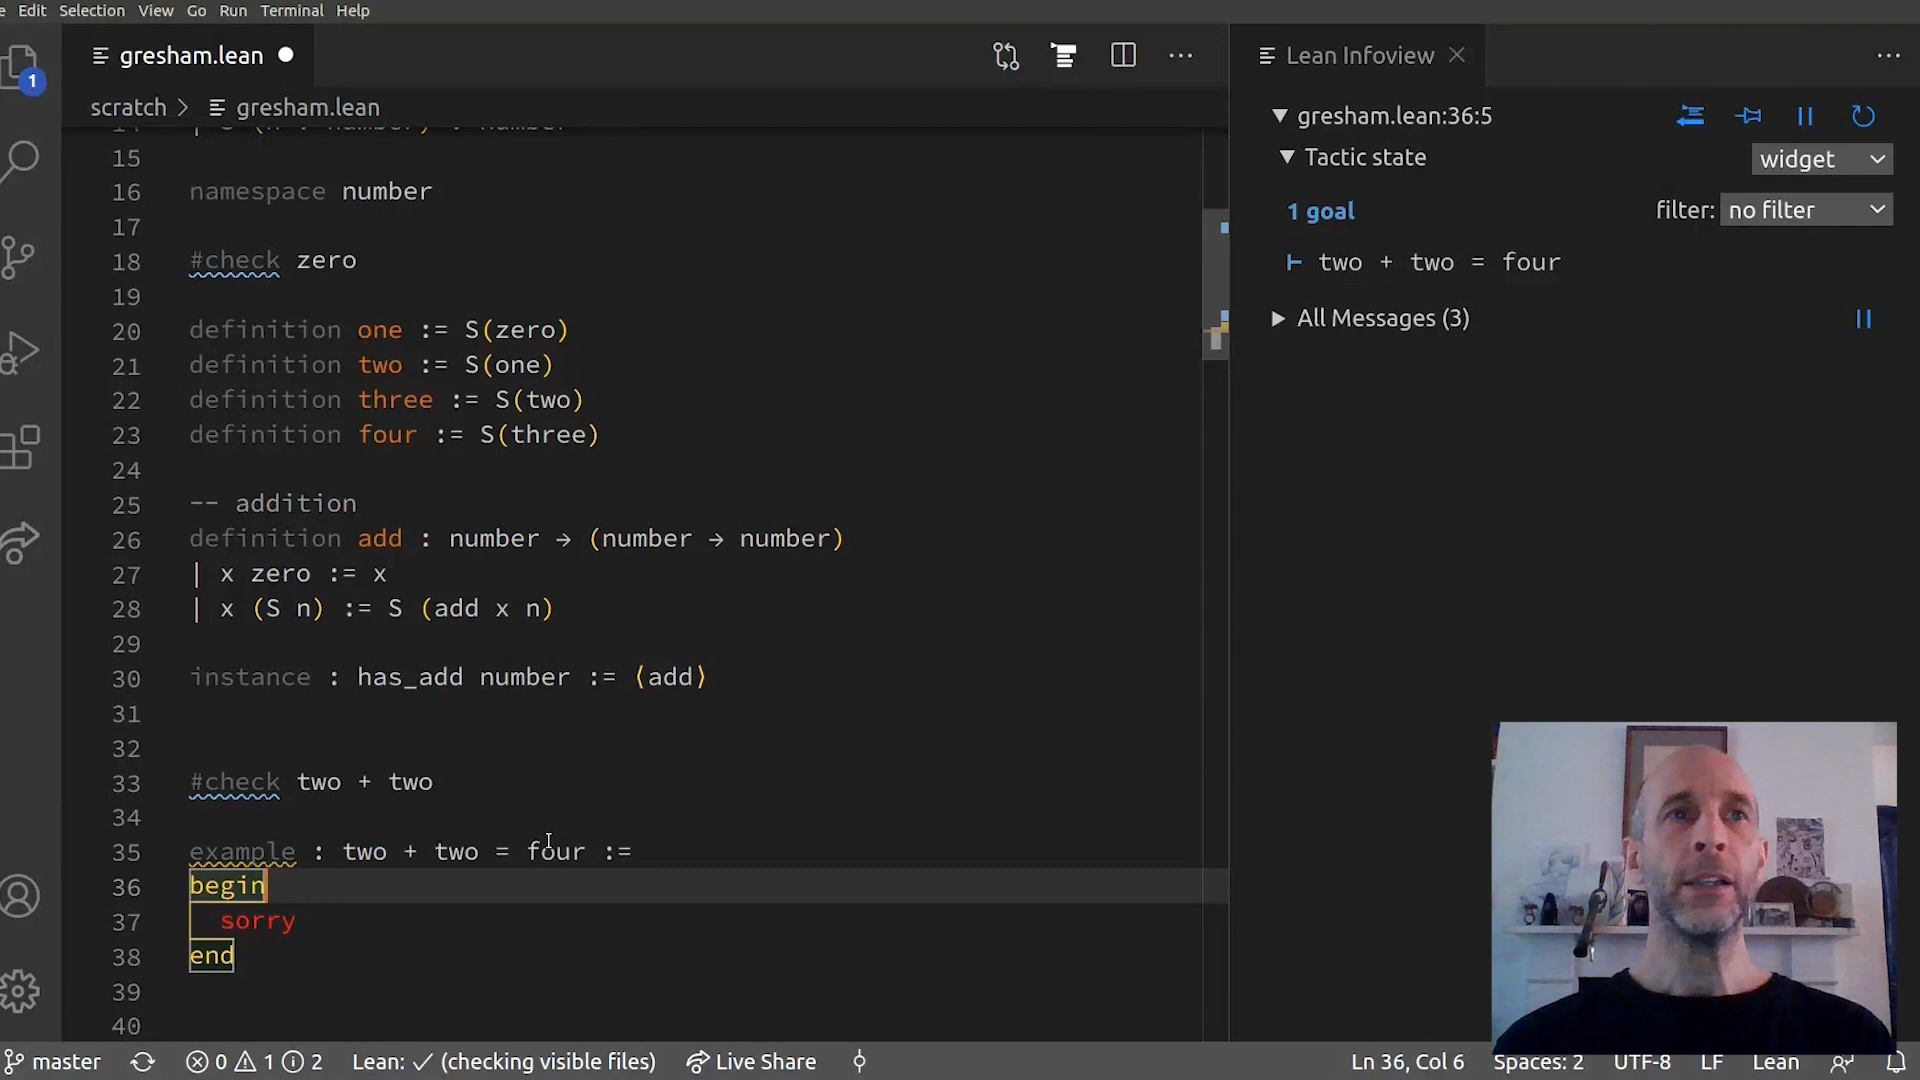 Edit Selection View Go Run Terminal Help
gresham.lean
Lean Infoview
1
scratch > gresham.lean
15
16 namespace number
17
18 #check zero
19
20 definition one := S(zero)
21 definition two := S(one)
22 definition three := S(two)
23 definition four := S(three)
24
25 -- addition
26 definition add : number → (number → number)
27 | x zero := x
28 | x (S n) := S (add x n)
29
30 instance : has_add number := ⟨add⟩
31
32
33 #check two + two
34
35 example : two + two = four :=
36 begin
37 sorry
38 end
39
40
gresham.lean:36:5
Tactic state
widget
1 goal
filter: no filter
⊢ two + two = four
All Messages (3)
master
0 1 2
Lean: ✓ (checking visible files)
Live Share
Ln 36, Col 6
Spaces: 2
UTF-8
LF
Lean